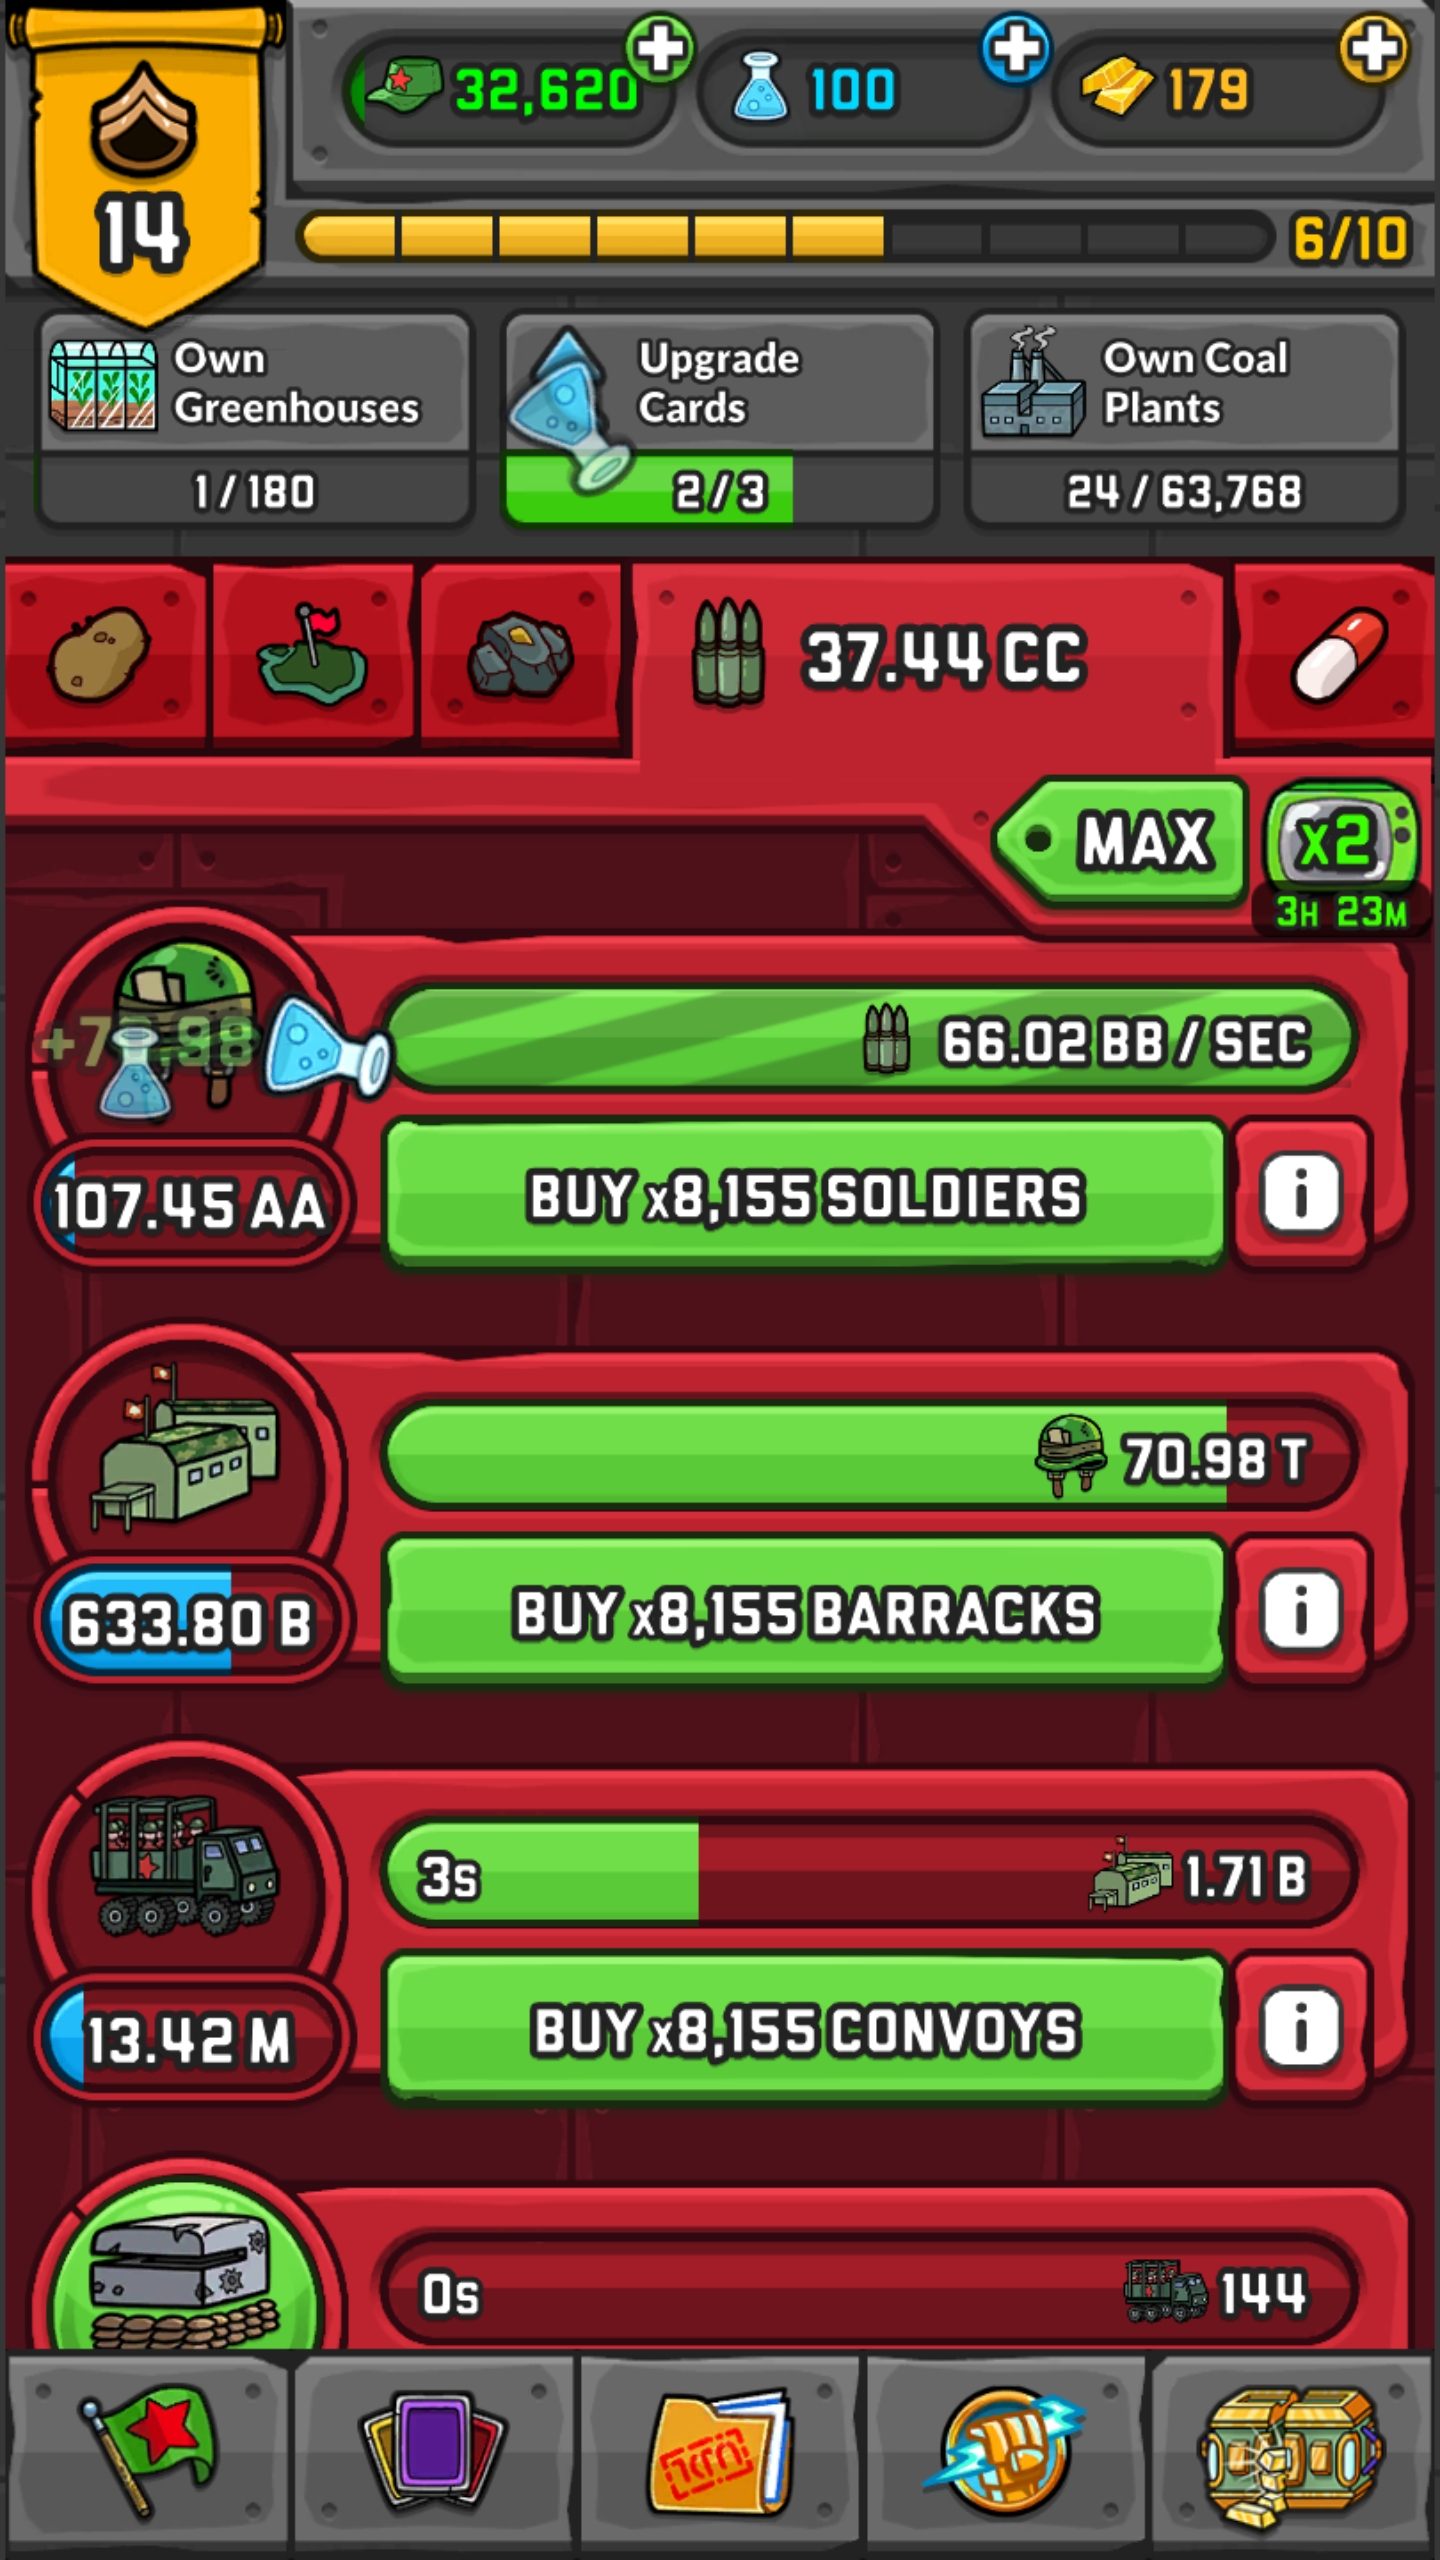 32,620
100
179
14
6/10
Own
Greenhouses
1/180
Upgrade
Cards
2/3
Own Coal
Plants
24/63,768
37.44 CC
MAX
x2
3H 23M
66.02 BB / SEC
107.45 AA
BUY x8,155 SOLDIERS
i
70.98 T
633.80 B
BUY x8,155 BARRACKS
i
3s
1.71 B
13.42 M
BUY x8,155 CONVOYS
i
0s
144